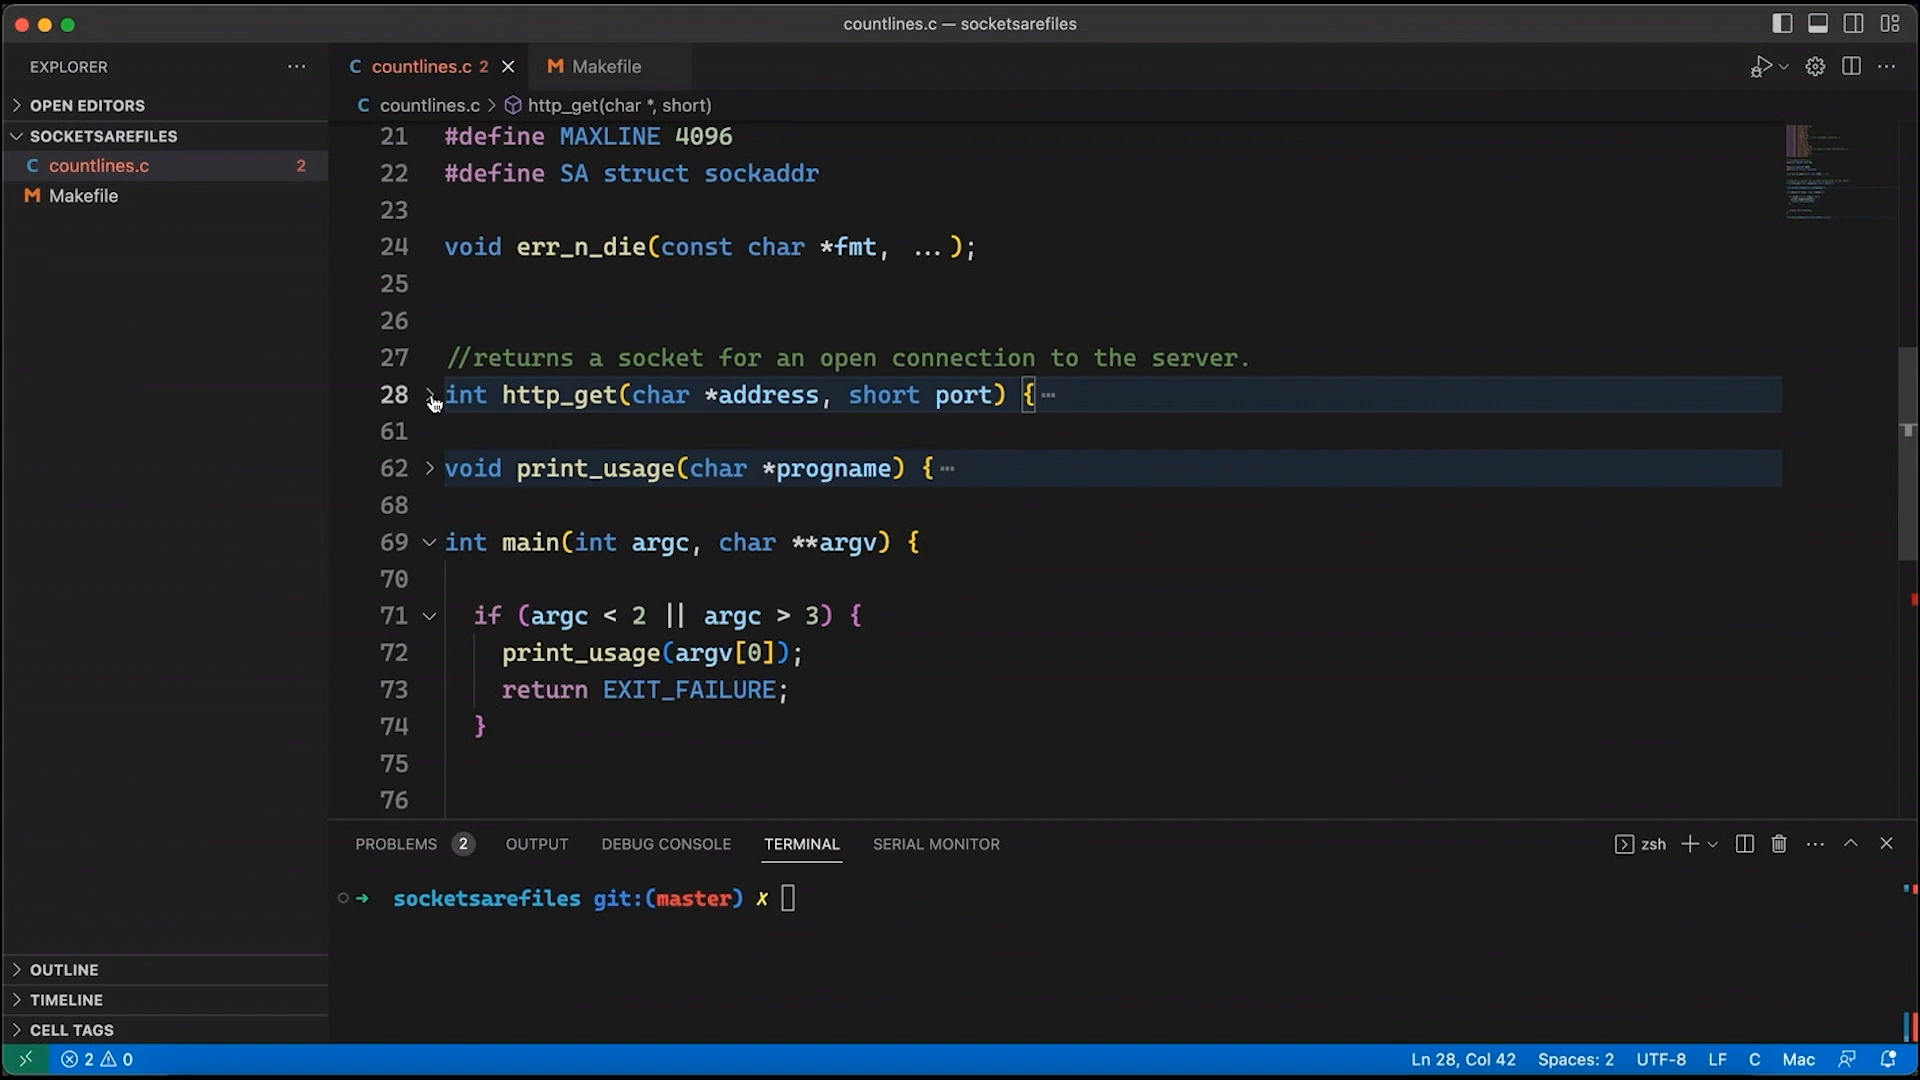 countlines.c — socketsarefiles
EXPLORER
OPEN EDITORS
SOCKETSAREFILES
C countlines.c 2
M Makefile
OUTLINE
TIMELINE
CELL TAGS
C countlines.c 2 M Makefile
C countlines.c > http_get(char *, short)
21 #define MAXLINE 4096
22 #define SA struct sockaddr
23
24 void err_n_die(const char *fmt, ...);
25
26
27 //returns a socket for an open connection to the server.
28 int http_get(char *address, short port) {⋯
61
62 void print_usage(char *progname) {⋯
68
69 int main(int argc, char **argv) {
70
71 if (argc < 2 || argc > 3) {
72 print_usage(argv[0]);
73 return EXIT_FAILURE;
74 }
75
76
PROBLEMS 2 OUTPUT DEBUG CONSOLE TERMINAL SERIAL MONITOR zsh
➜ socketsarefiles git:(master) ✗
2 0 Ln 28, Col 42 Spaces: 2 UTF-8 LF C Mac